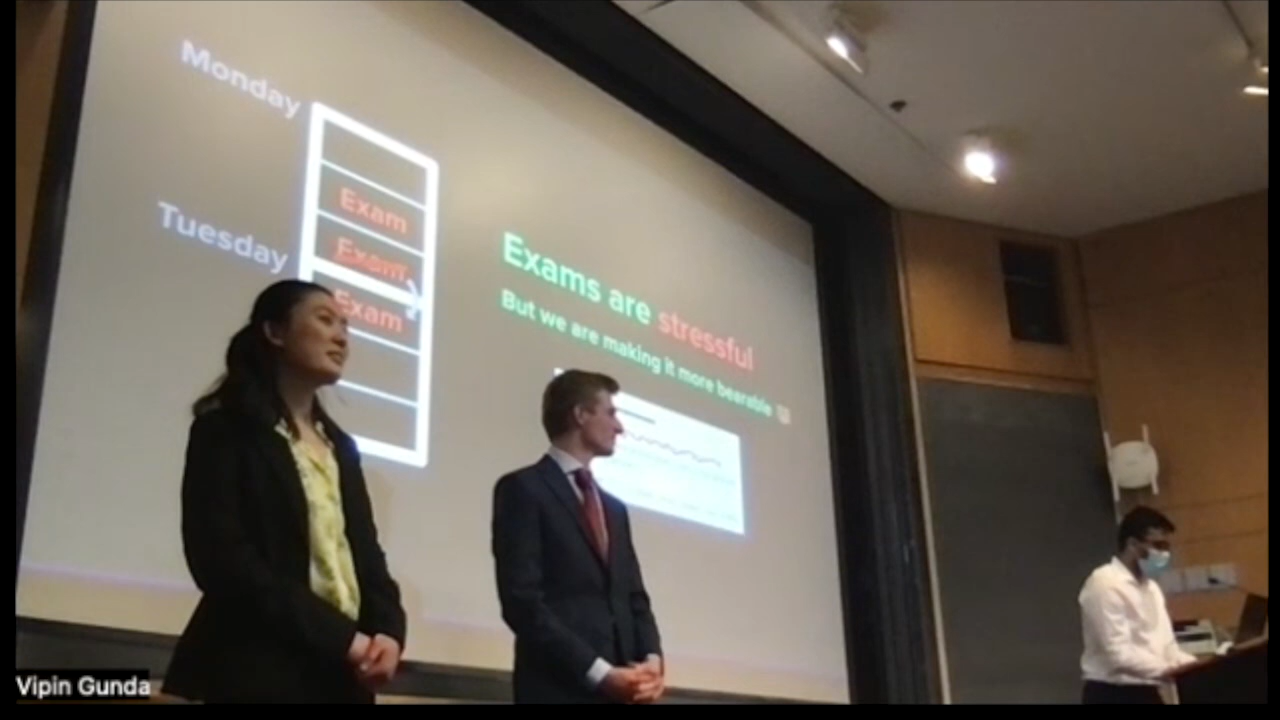 Monday
Exam
Exam
Tuesday
Exam
Exams are stressful
But we are making it more bearable
Vipin Gunda